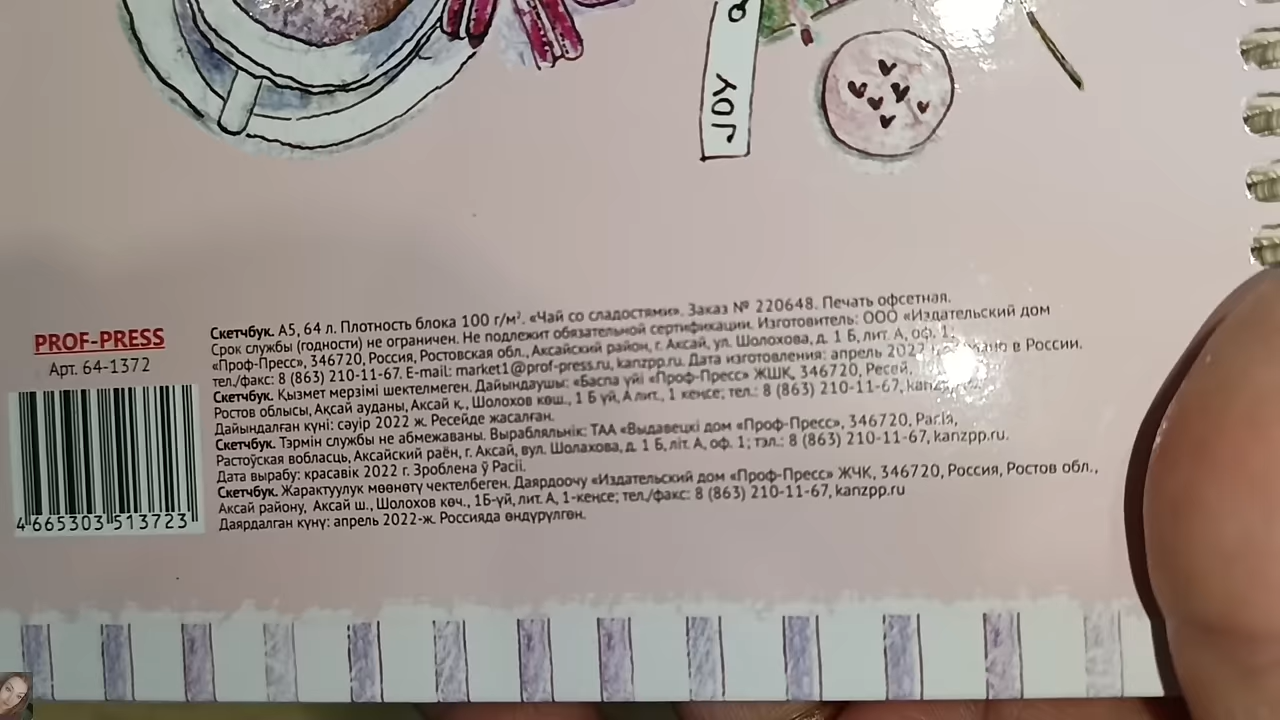 JOY
PROF-PRESS
Арт. 64-1372
4 665303 513723
Скетчбук. А5, 64 л. Плотность блока 100 г/м². «Чай со сладостями». Заказ № 220648. Печать офсетная.
Срок службы (годности) не ограничен. Не подлежит обязательной сертификации. Изготовитель: ООО «Издательский дом
«Проф-Пресс», 346720, Россия, Ростовская обл., Аксайский район, г. Аксай, ул. Шолохова, д. 1 Б, лит. А, оф. 1;
тел./факс: 8 (863) 210-11-67. E-mail: market1@prof-press.ru, kanzpp.ru. Дата изготовления: апрель 2022 в России.
Скетчбук. Қызмет мерзімі шектелмеген. Дайындаушы: «Баспа үйі «Проф-Пресс» ЖШҚ, 346720, Ресей,
Ростов облысы, Ақсай ауданы, Ақсай қ., Шолохов көш., 1 Б үй, А лит., 1 кеңсе; тел.: 8 (863) 210-11-67,
Дайындалған күні: сәуір 2022 ж. Ресейде жасалған.
Скетчбук. Тэрмін службы не абмежаваны. Вырабляльнік: ТАА «Выдавецкі дом «Проф-Пресс», 346720, Расія,
Растоўская вобласць, Аксайский раён, г. Аксай, вул. Шолахава, д. 1 Б, літ. А, оф. 1; тэл.: 8 (863) 210-11-67, kanzpp.ru.
Дата вырабу: красавік 2022 г. Зроблена ў Расіі.
Скетчбук. Жарактуулук мөөнөтү чектелбеген. Даярдоочу «Издательский дом «Проф-Пресс» ЖЧК, 346720, Россия, Ростов обл.,
Аксай району, Аксай ш., Шолохов көч., 1Б-үй, лит. А, 1-кеңсе; тел./факс: 8 (863) 210-11-67, kanzpp.ru
Даярдалган күнү: апрель 2022-ж. Россияда өндүрүлгөн.